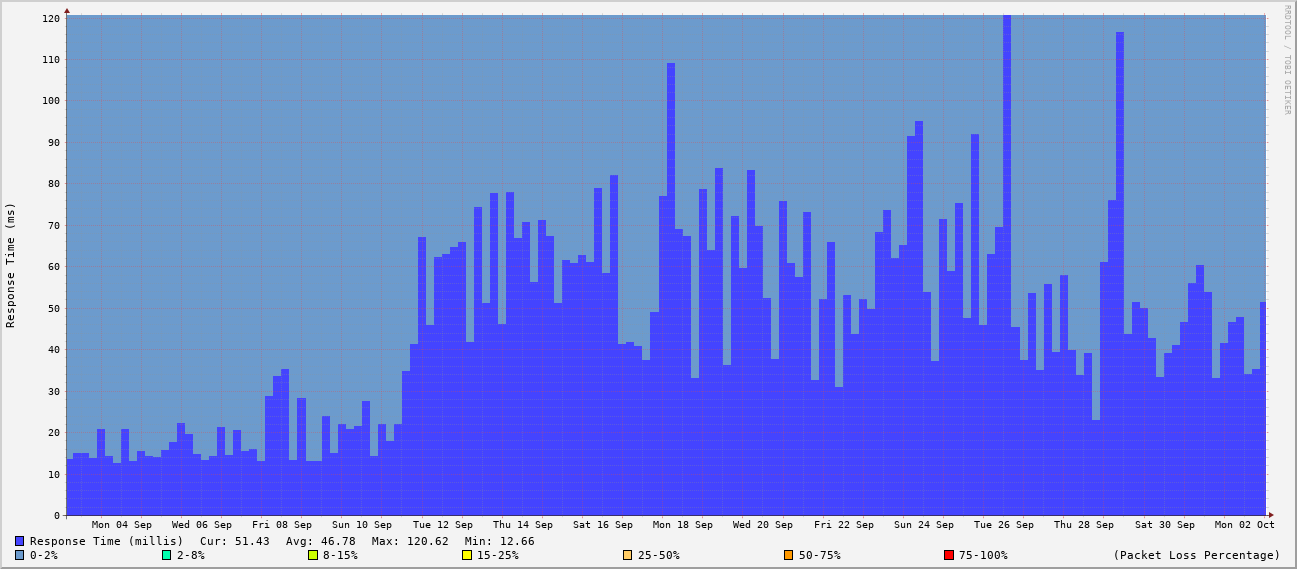 RRDTOOL / TOBI OETIKER
Response Time (ms)
120
110
100
90
80
70
60
50
40
30
20
10
0
Mon 04 Sep Wed 06 Sep Fri 08 Sep Sun 10 Sep Tue 12 Sep Thu 14 Sep Sat 16 Sep Mon 18 Sep Wed 20 Sep Fri 22 Sep Sun 24 Sep Tue 26 Sep Thu 28 Sep Sat 30 Sep Mon 02 Oct
Response Time (millis) Cur: 51.43 Avg: 46.78 Max: 120.62 Min: 12.66
0-2% 2-8% 8-15% 15-25% 25-50% 50-75% 75-100% (Packet Loss Percentage)